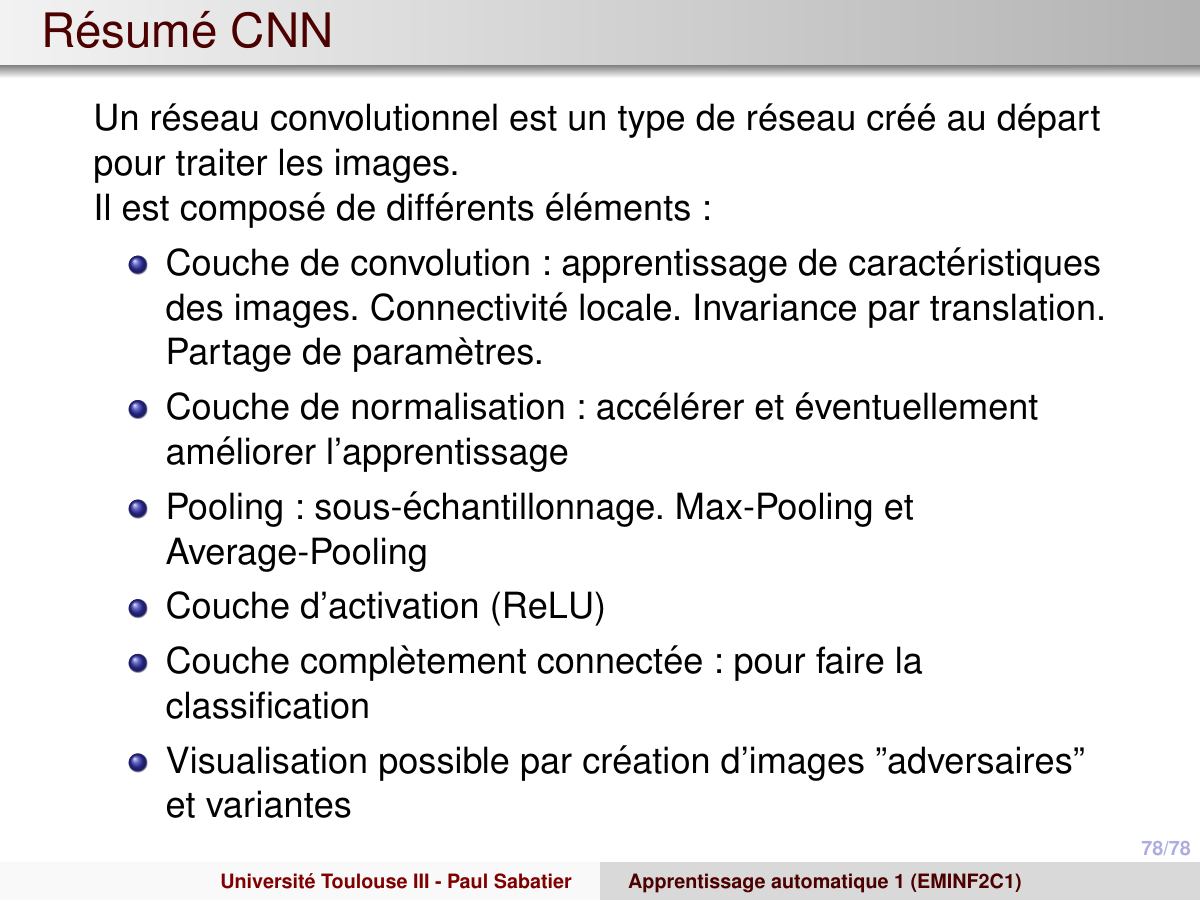 Résumé CNN
Un réseau convolutionnel est un type de réseau créé au départ
pour traiter les images.
Il est composé de différents éléments :
Couche de convolution : apprentissage de caractéristiques
des images. Connectivité locale. Invariance par translation.
Partage de paramètres.
Couche de normalisation : accélérer et éventuellement
améliorer l'apprentissage
Pooling : sous-échantillonnage. Max-Pooling et
Average-Pooling
Couche d'activation (ReLU)
Couche complètement connectée : pour faire la
classification
Visualisation possible par création d'images ”adversaires”
et variantes
78/78
Université Toulouse III - Paul Sabatier
Apprentissage automatique 1 (EMINF2C1)